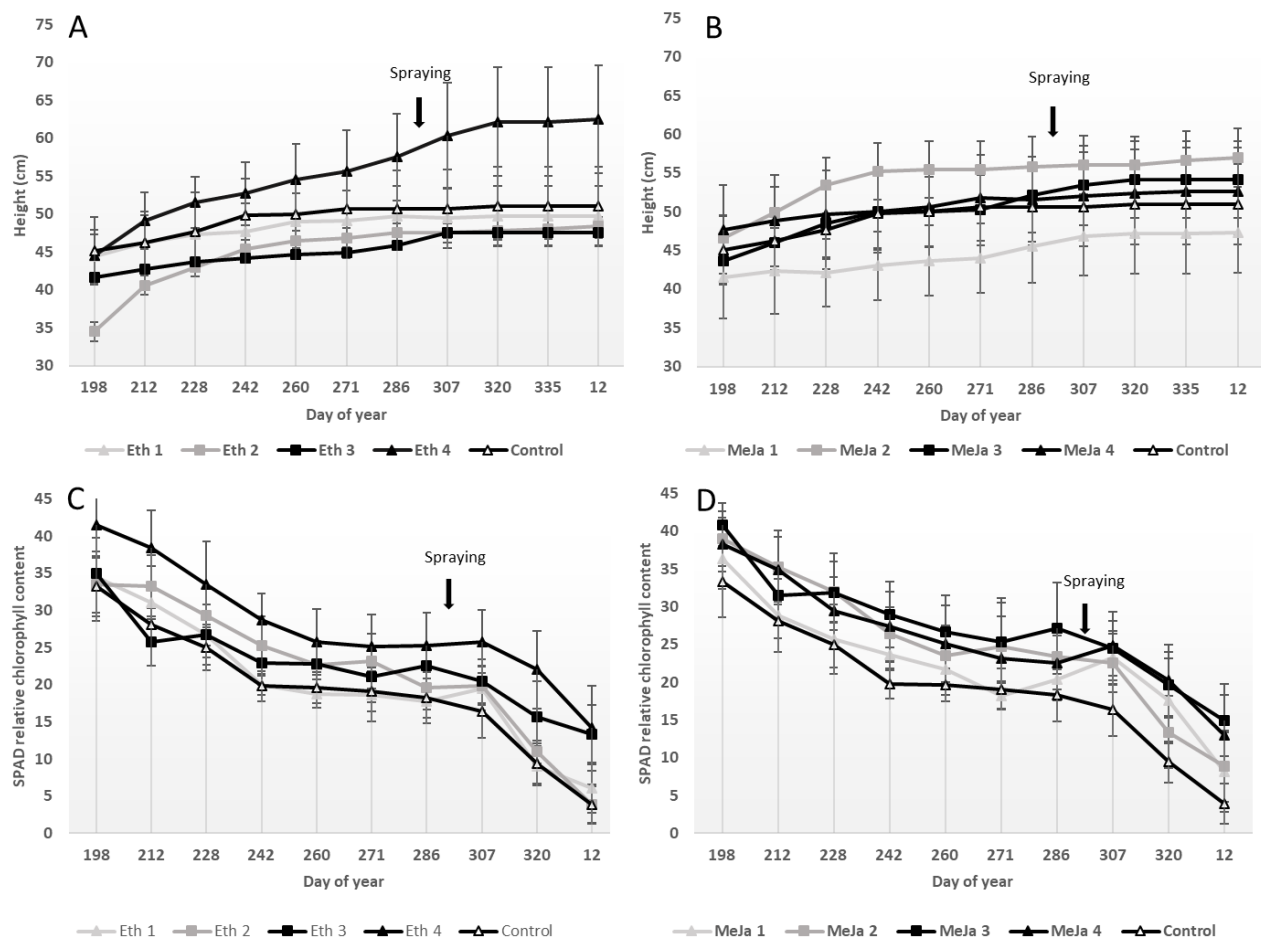 A
75
70
65
60
55
50
45
40
35
30
Height (cm)
Spraying
198 212 228 242 260 271 286 307 320 335 12
Day of year
Eth 1 Eth 2 Eth 3 Eth 4 Control
B
75
70
65
60
55
50
45
40
35
30
Height (cm)
Spraying
198 212 228 242 260 271 286 307 320 335 12
Day of year
MeJa 1 MeJa 2 MeJa 3 MeJa 4 Control
C
45
40
35
30
25
20
15
10
5
0
SPAD relative chlorophyll content
Spraying
198 212 228 242 260 271 286 307 320 12
Day of year
Eth 1 Eth 2 Eth 3 Eth 4 Control
D
45
40
35
30
25
20
15
10
5
0
SPAD relative chlorophyll content
Spraying
198 212 228 242 260 271 286 307 320 12
Day of year
MeJa 1 MeJa 2 MeJa 3 MeJa 4 Control